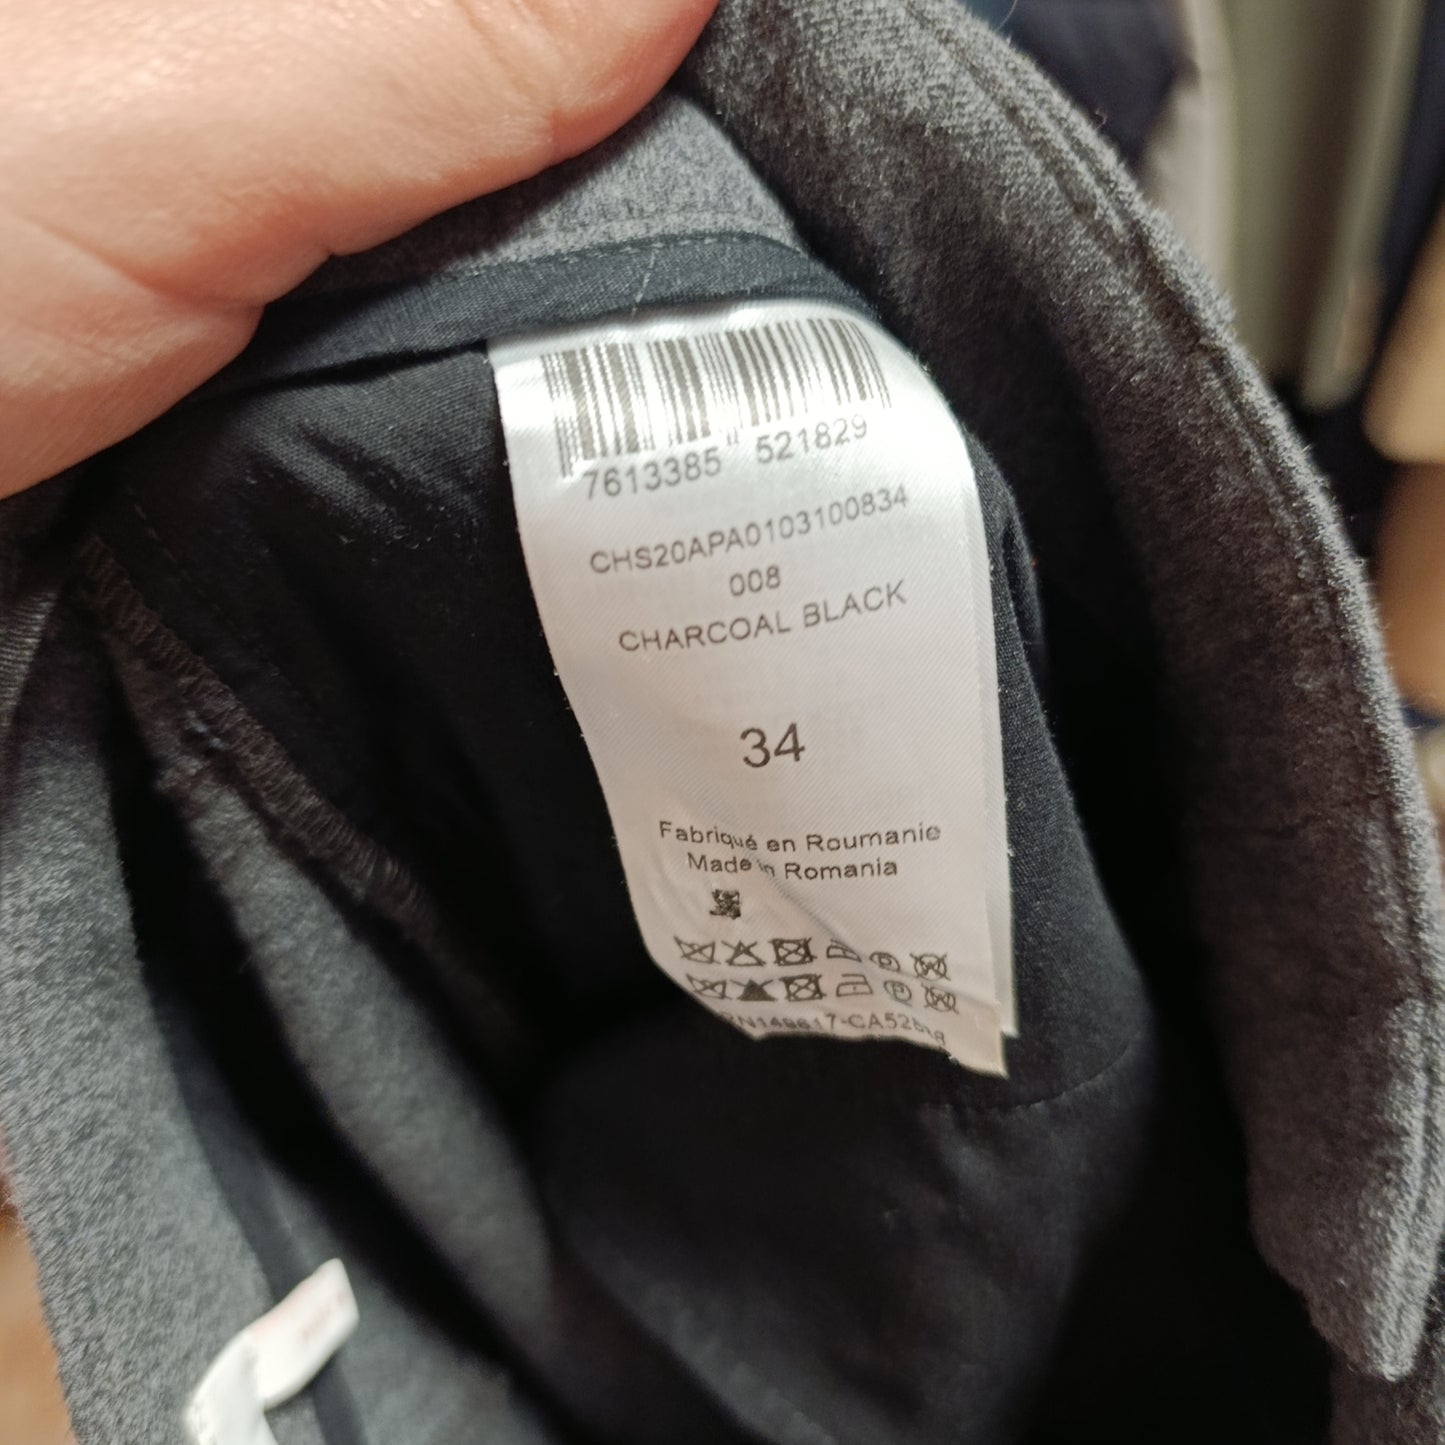 7613385 521829
CHS20APA0103100834
008
CHARCOAL BLACK
34
Fabriqué en Roumanie
Made in Romania